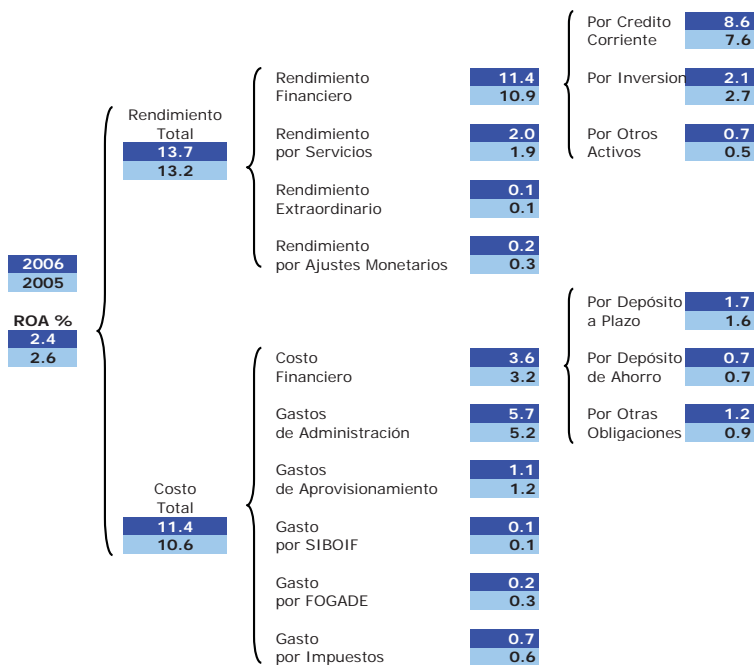 2006
2005
ROA %
2.4
2.6
Rendimiento
Total
13.7
13.2
Rendimiento
Financiero
11.4
10.9
Por Credito
Corriente
8.6
7.6
Por Inversion
2.1
2.7
Por Otros
Activos
0.7
0.5
Rendimiento
por Servicios
2.0
1.9
Rendimiento
Extraordinario
0.1
0.1
Rendimiento
por Ajustes Monetarios
0.2
0.3
Costo
Total
11.4
10.6
Costo
Financiero
3.6
3.2
Por Depósito
a Plazo
1.7
1.6
Por Depósito
de Ahorro
0.7
0.7
Por Otras
Obligaciones
1.2
0.9
Gastos
de Administración
5.7
5.2
Gastos
de Aprovisionamiento
1.1
1.2
Gasto
por SIBOIF
0.1
0.1
Gasto
por FOGADE
0.2
0.3
Gasto
por Impuestos
0.7
0.6